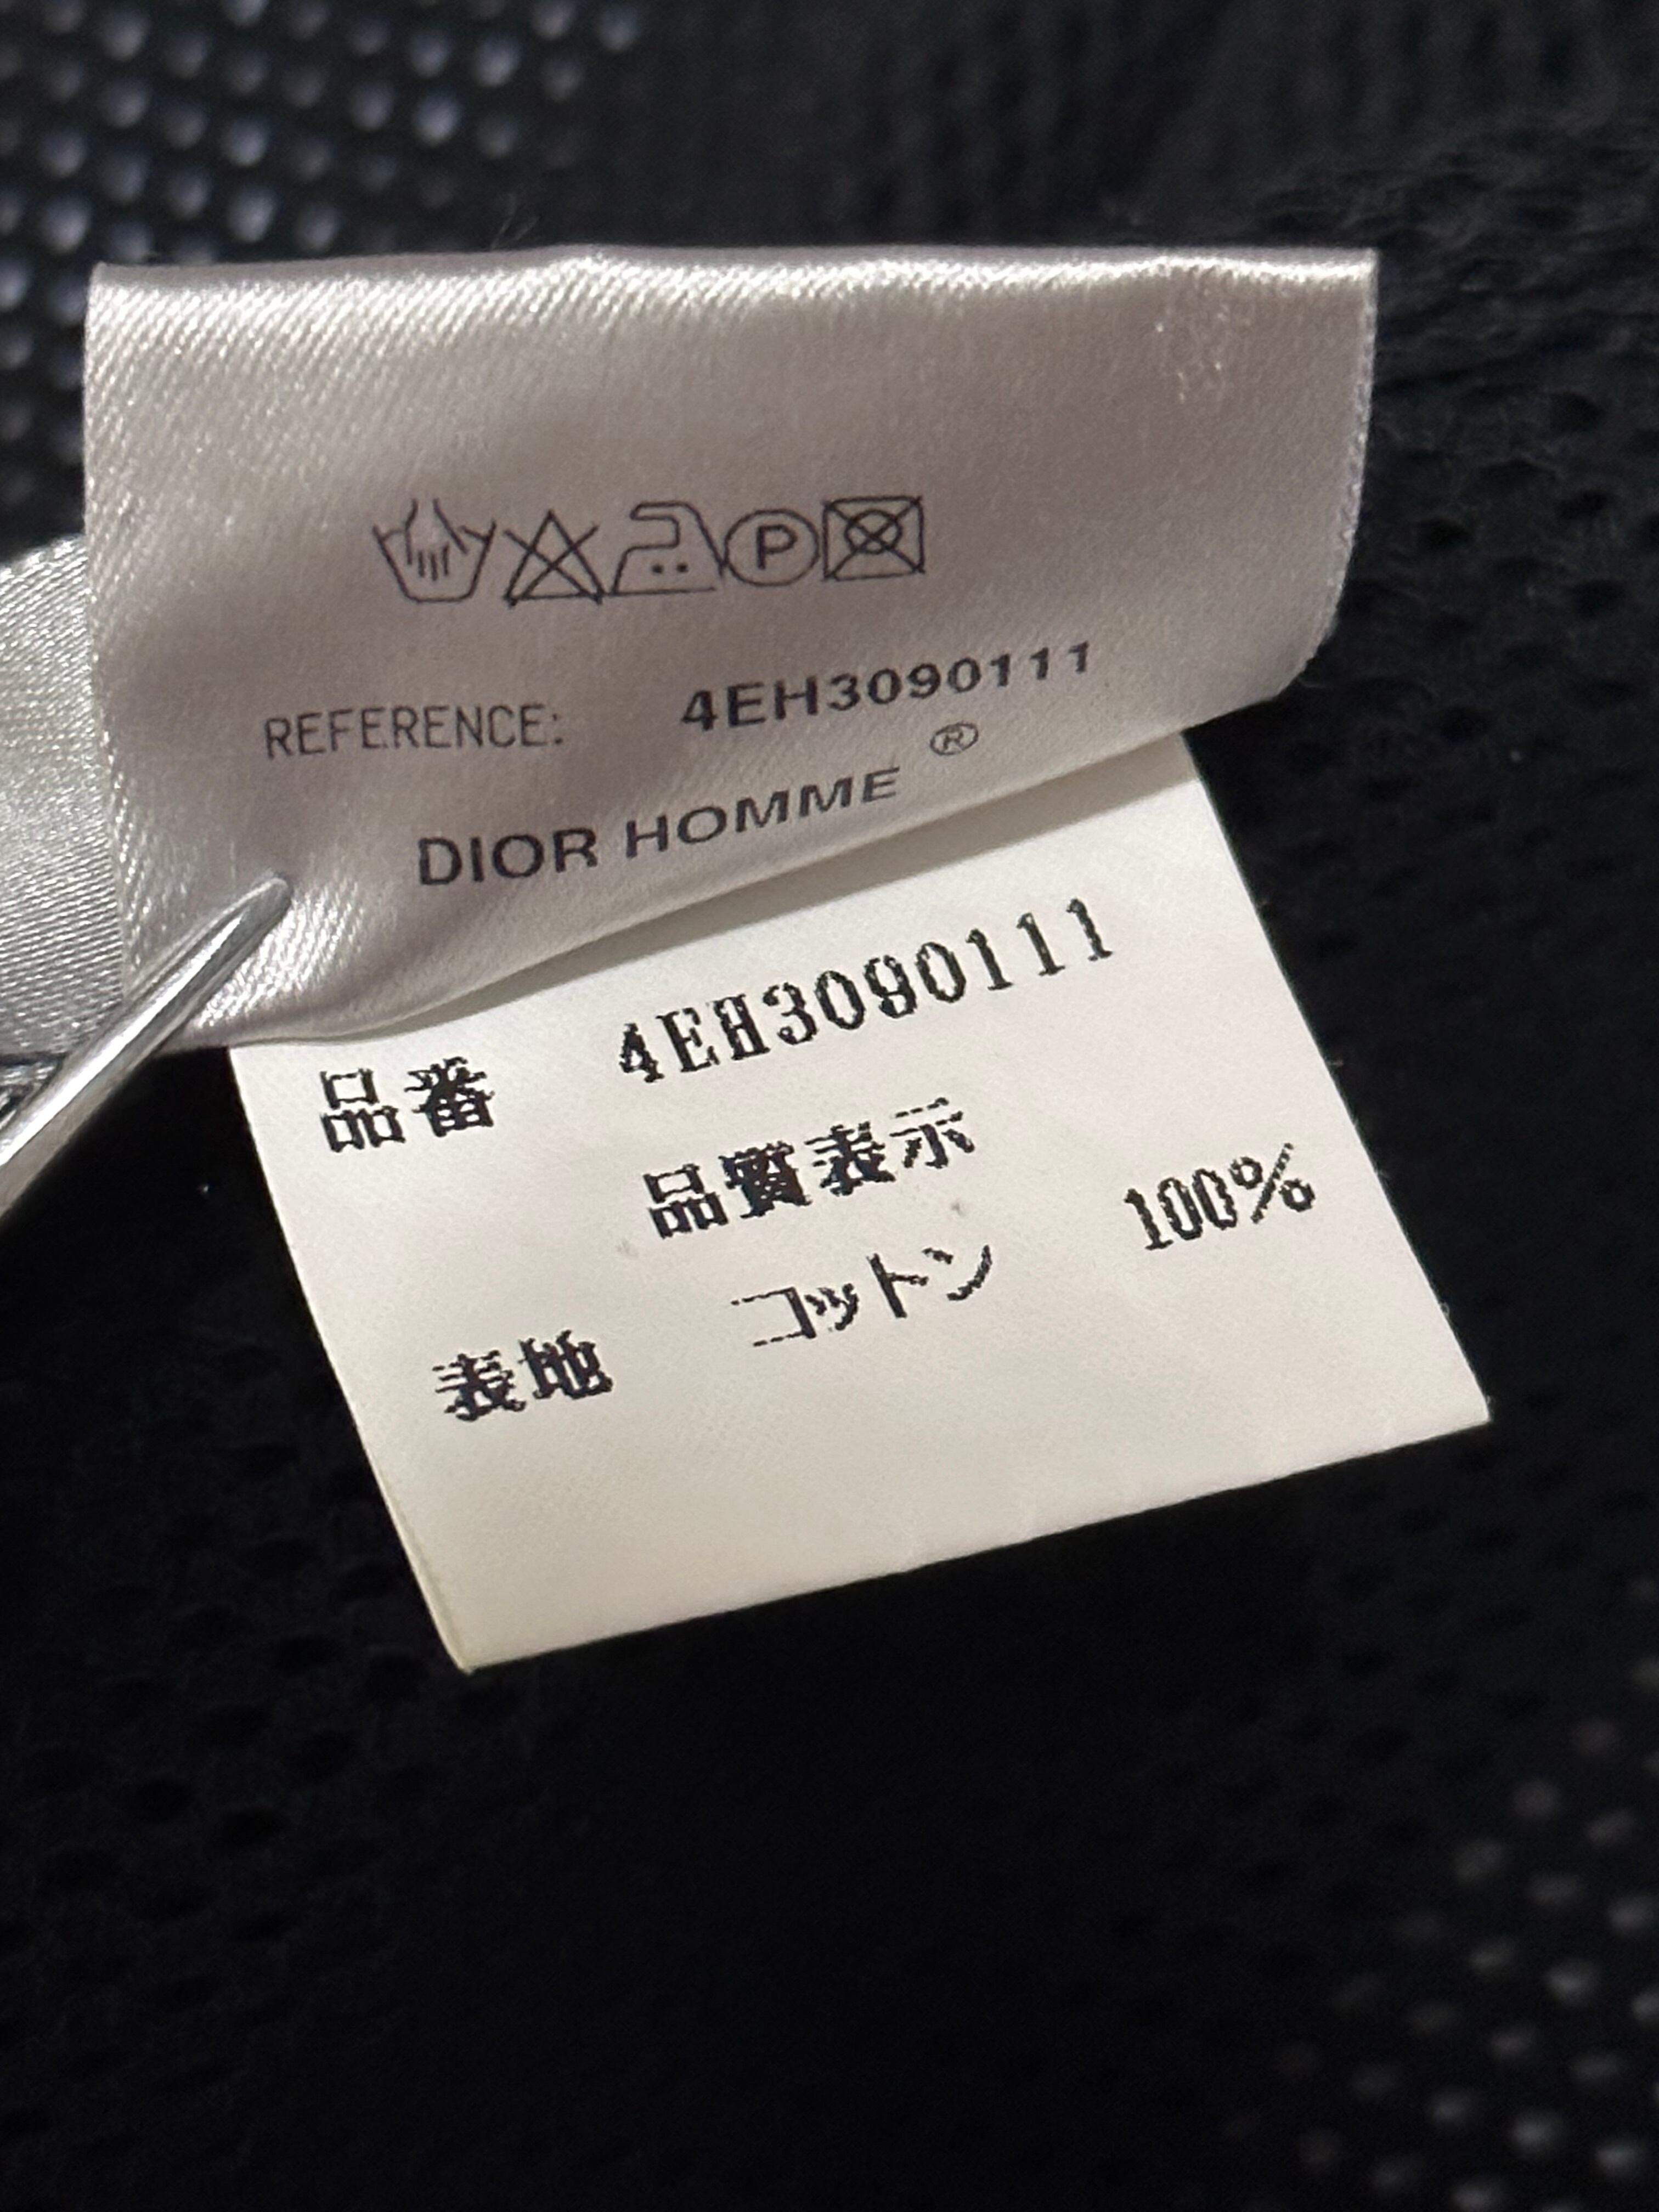 P
REFERENCE: 4EH3090111
DIOR HOMME ®
品番 4EH3090111
品質表示
表地 コットン 100%